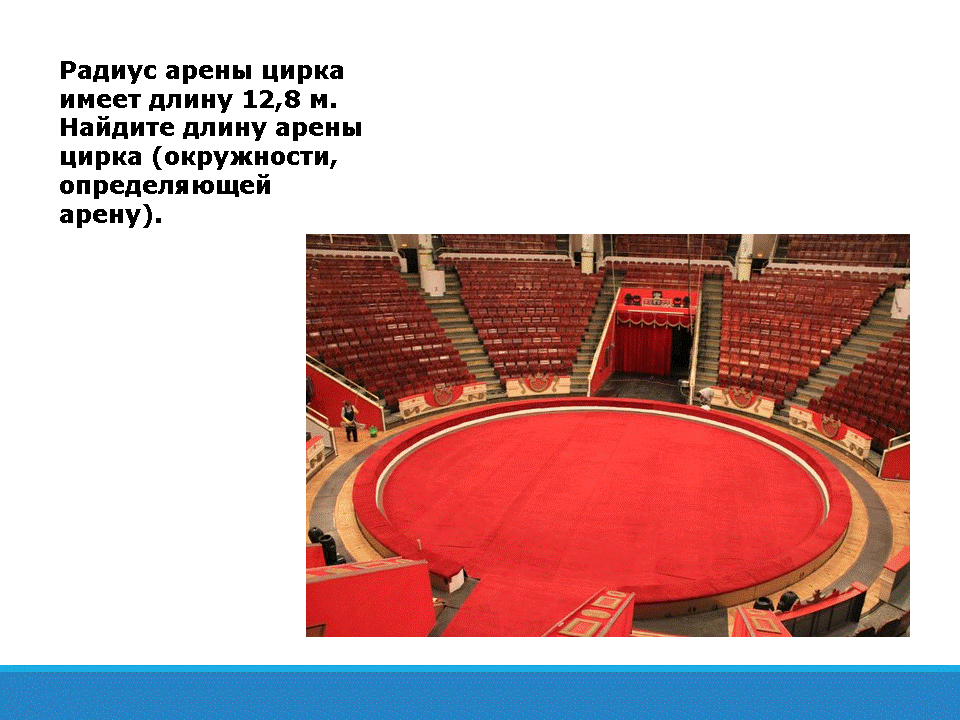 Радиус арены цирка
имеет длину 12,8 м.
Найдите длину арены
цирка (окружности,
определяющей
арену).